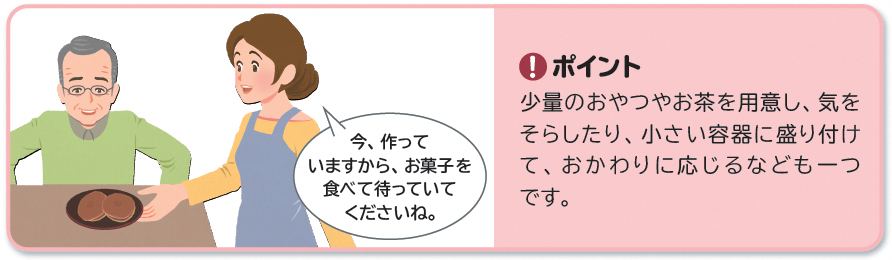 今、作って
いますから、お菓子を
食べて待っていて
くださいね。
! ポイント
少量のおやつやお茶を用意し、気を
そらしたり、小さい容器に盛り付け
て、おかわりに応じるなども一つ
です。